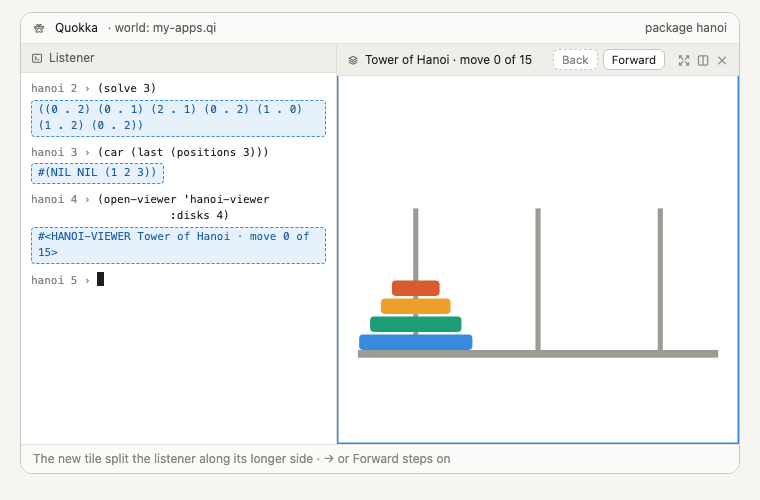 Quokka · world: my-apps.qi
package hanoi
Listener
Tower of Hanoi · move 0 of 15
Back
Forward
hanoi 2 › (solve 3)
((0 . 2) (0 . 1) (2 . 1) (0 . 2) (1 . 0)
(1 . 2) (0 . 2))
hanoi 3 › (car (last (positions 3)))
#(NIL NIL (1 2 3))
hanoi 4 › (open-viewer 'hanoi-viewer
:disks 4)
#<HANOI-VIEWER Tower of Hanoi · move 0 of
15>
hanoi 5 ›
The new tile split the listener along its longer side · → or Forward steps on